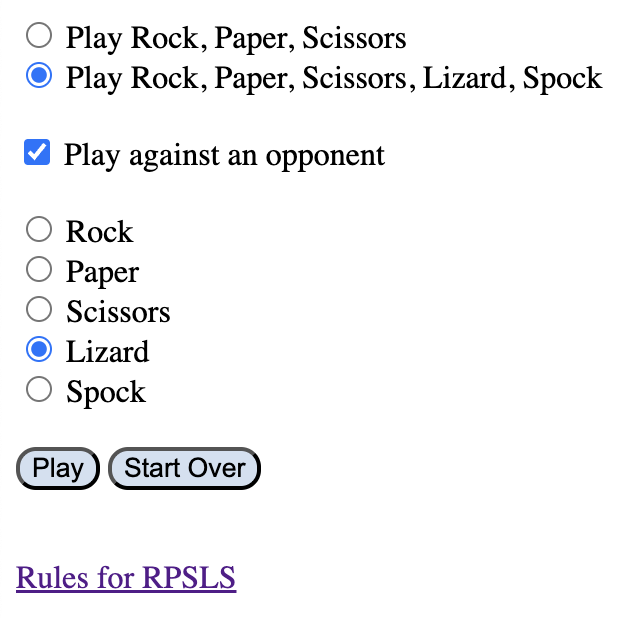 Play Rock, Paper, Scissors
Play Rock, Paper, Scissors, Lizard, Spock
Play against an opponent
Rock
Paper
Scissors
Lizard
Spock
Play Start Over
Rules for RPSLS